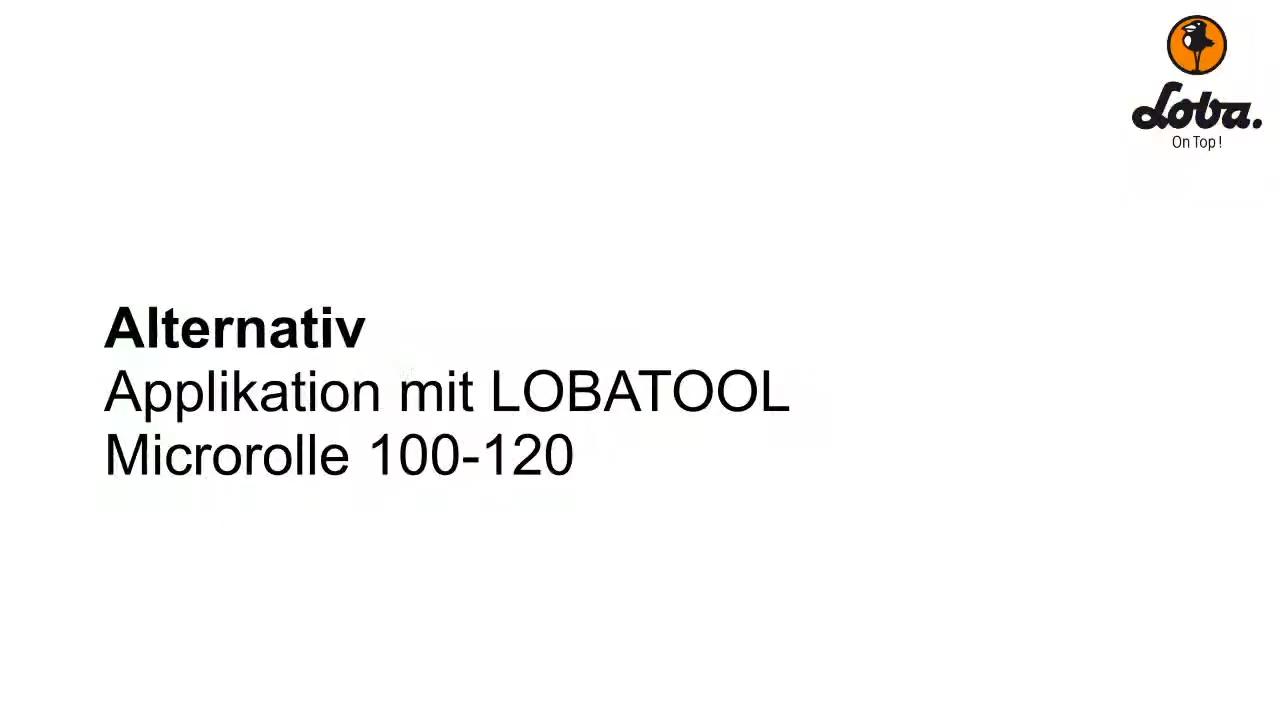 Loba.
On Top!
Alternativ
Applikation mit LOBATOOL
Microrolle 100-120